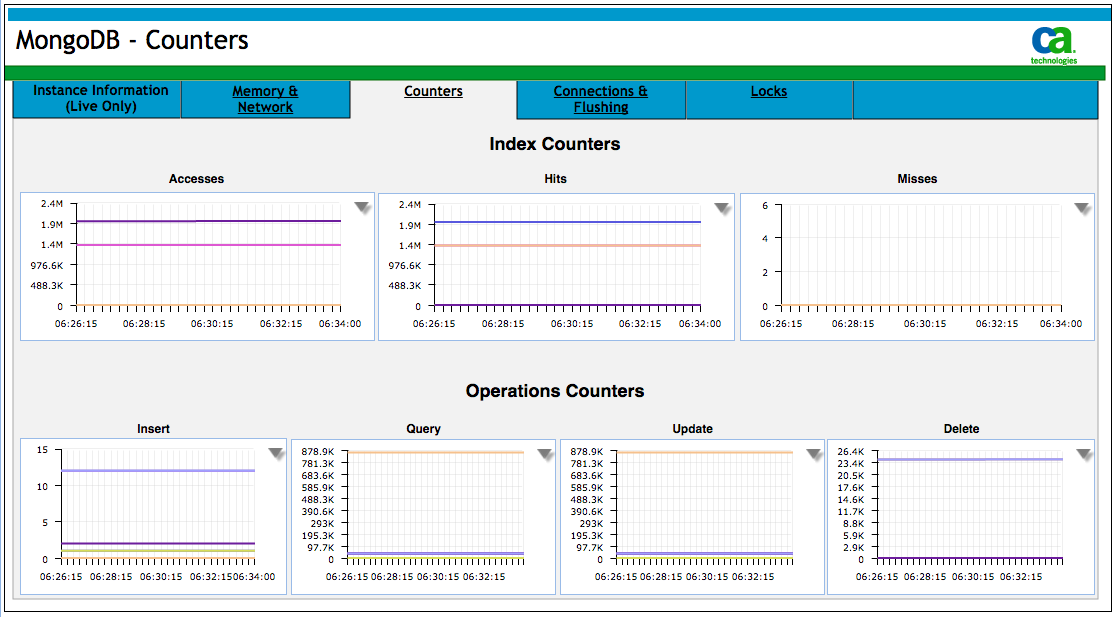 MongoDB - Counters
ca
technologies
Instance Information
(Live Only)
Memory &
Network
Counters
Connections &
Flushing
Locks
Index Counters
Accesses
2.4M
1.9M
1.4M
976.6K
488.3K
0
06:26:15 06:28:15 06:30:15 06:32:15 06:34:00
Hits
2.4M
1.9M
1.4M
976.6K
488.3K
0
06:26:15 06:28:15 06:30:15 06:32:15 06:34:00
Misses
6
4
2
0
06:26:15 06:28:15 06:30:15 06:32:15 06:34:00
Operations Counters
Insert
15
10
5
0
06:26:15 06:28:15 06:30:15 06:32:15 06:34:00
Query
878.9K
781.3K
683.6K
585.9K
488.3K
390.6K
293K
195.3K
97.7K
0
06:26:15 06:28:15 06:30:15 06:32:15
Update
878.9K
781.3K
683.6K
585.9K
488.3K
390.6K
293K
195.3K
97.7K
0
06:26:15 06:28:15 06:30:15 06:32:15
Delete
26.4K
23.4K
20.5K
17.6K
14.6K
11.7K
8.8K
5.9K
2.9K
0
06:26:15 06:28:15 06:30:15 06:32:15